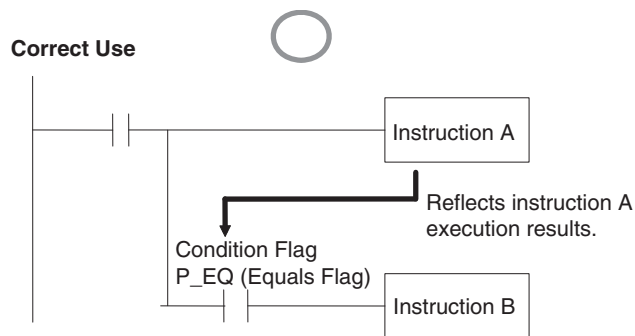 Correct Use
Instruction A
Reflects instruction A
execution results.
Condition Flag
P_EQ (Equals Flag)
Instruction B